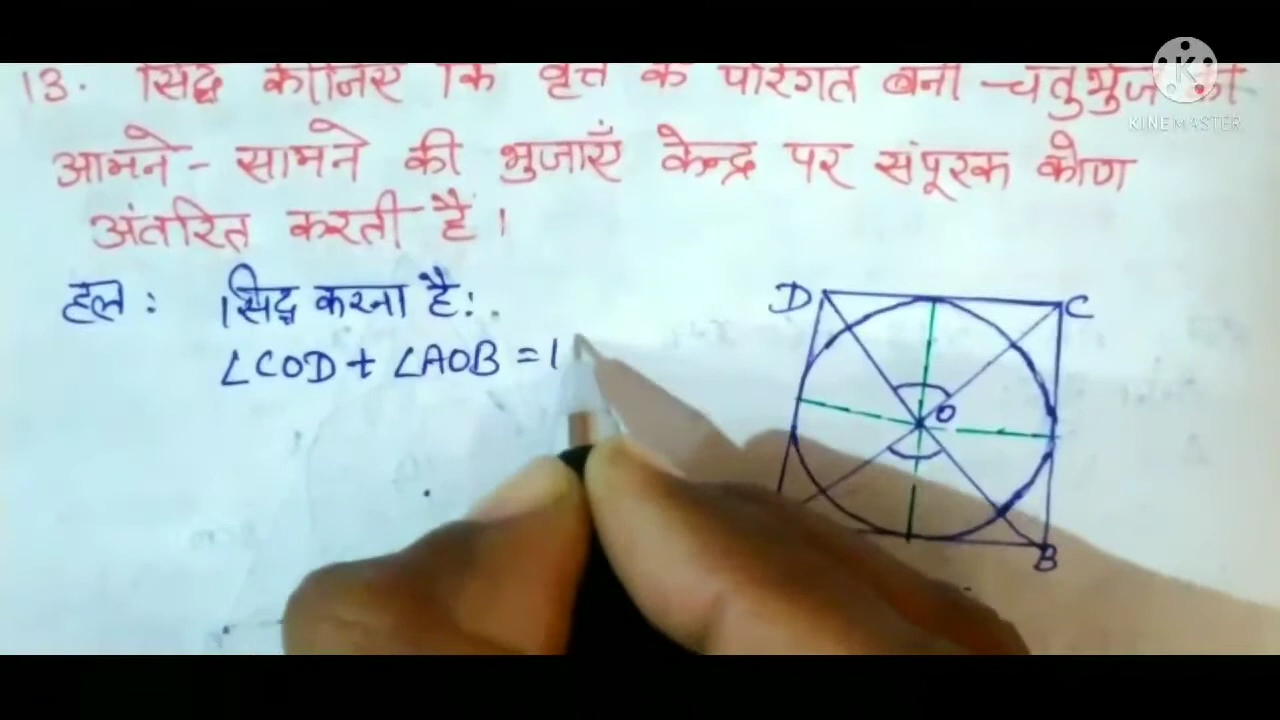 13. सिद्ध कीजिए कि वृत्त के परिगत बनी चतुर्भुज की
आमने - सामने की भुजाएँ केन्द्र पर संपूरक कोण
अंतरित करती है ।
हल : सिद्ध करना है :
∠COD + ∠AOB = 1
D
C
O
B
K
KINEMASTER